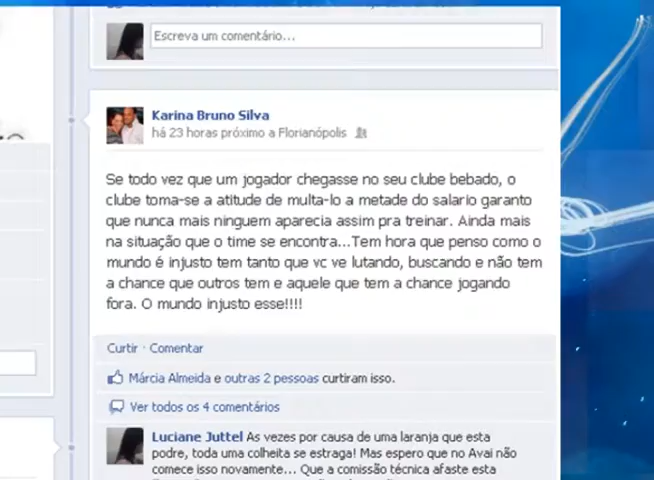 Escreva um comentário...
Karina Bruno Silva
há 23 horas próximo a Florianópolis
Se todo vez que um jogador chegasse no seu clube bebado, o
clube toma-se a atitude de multa-lo a metade do salario garanto
que nunca mais ninguem aparecia assim pra treinar. Ainda mais
na situação que o time se encontra...Tem hora que penso como o
mundo é injusto tem tanto que vc ve lutando, buscando e não tem
a chance que outros tem e aquele que tem a chance jogando
fora. O mundo injusto esse!!!!
Curtir · Comentar
Márcia Almeida e outras 2 pessoas curtiram isso.
Ver todos os 4 comentários
Luciane Juttel As vezes por causa de uma laranja que esta
podre, toda uma colheita se estraga! Mas espero que no Avai não
comece isso novamente... Que a comissão técnica afaste esta